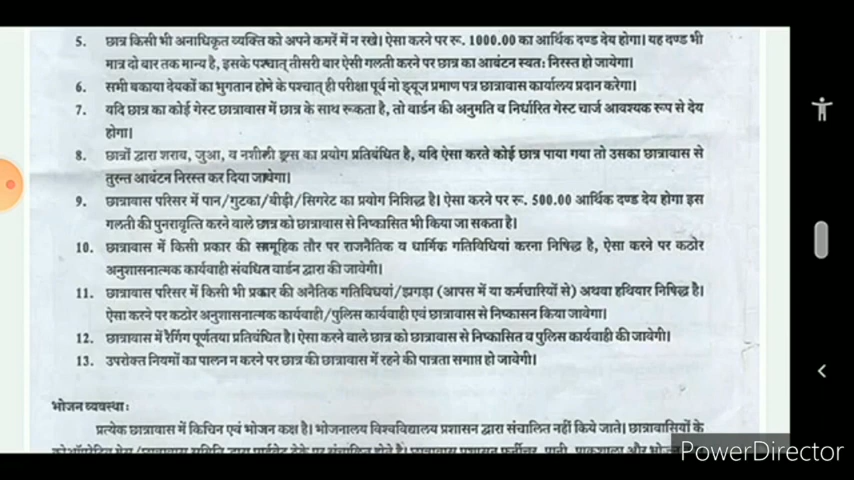 5. छात्र किसी भी अनाधिकृत व्यक्ति को अपने कमरें में न रखे। ऐसा करने पर रू. 1000.00 का आर्थिक दण्ड देय होगा। यह दण्ड भी
मात्र दो बार तक मान्य है, इसके पश्चात् तीसरी बार ऐसी गलती करने पर छात्र का आबंटन स्वत: निरस्त हो जायेगा।
6. सभी बकाया देयकों का भुगतान होने के पश्चात् ही परीक्षा पूर्व नो ड्यूज प्रमाण पत्र छात्रावास कार्यालय प्रदान करेगा।
7. यदि छात्र का कोई गेस्ट छात्रावास में छात्र के साथ रूकता है, तो वार्डन की अनुमति व निर्धारित गेस्ट चार्ज आवश्यक रूप से देय
होगा।
8. छात्रों द्वारा शराब, जुआ, व नशीली ड्रग्स का प्रयोग प्रतिबंधित है, यदि ऐसा करते कोई छात्र पाया गया तो उसका छात्रावास से
तुरन्त आबंटन निरस्त कर दिया जायेगा।
9. छात्रावास परिसर में पान/गुटका/बीड़ी/सिगरेट का प्रयोग निशिद्ध है। ऐसा करने पर रू. 500.00 आर्थिक दण्ड देय होगा इस
गलती की पुनरावृत्ति करने वाले छात्र को छात्रावास से निष्कासित भी किया जा सकता है।
10. छात्रावास में किसी प्रकार की सामूहिक तौर पर राजनैतिक व धार्मिक गतिविधियां करना निषिद्ध है, ऐसा करने पर कठोर
अनुशासनात्मक कार्यवाही संबधित वार्डन द्वारा की जावेगी।
11. छात्रावास परिसर में किसी भी प्रकार की अनैतिक गतिविधयां/झगड़ा (आपस में या कर्मचारियों से) अथवा हथियार निषिद्ध है।
ऐसा करने पर कठोर अनुशासनात्मक कार्यवाही/पुलिस कार्यवाही एवं छात्रावास से निष्कासन किया जावेगा।
12. छात्रावास में रैगिंग पूर्णतया प्रतिबंधित है। ऐसा करने वाले छात्र को छात्रावास से निष्कासित व पुलिस कार्यवाही की जायेगी।
13. उपरोक्त नियमों का पालन न करने पर छात्र की छात्रावास में रहने की पात्रता समाप्त हो जावेगी।
भोजन व्यवस्था:
प्रत्येक छात्रावास में किचिन एवं भोजन कक्ष है। भोजनालय विश्वविद्यालय प्रशासन द्वारा संचालित नहीं किये जाते। छात्रावासियों के
PowerDirector